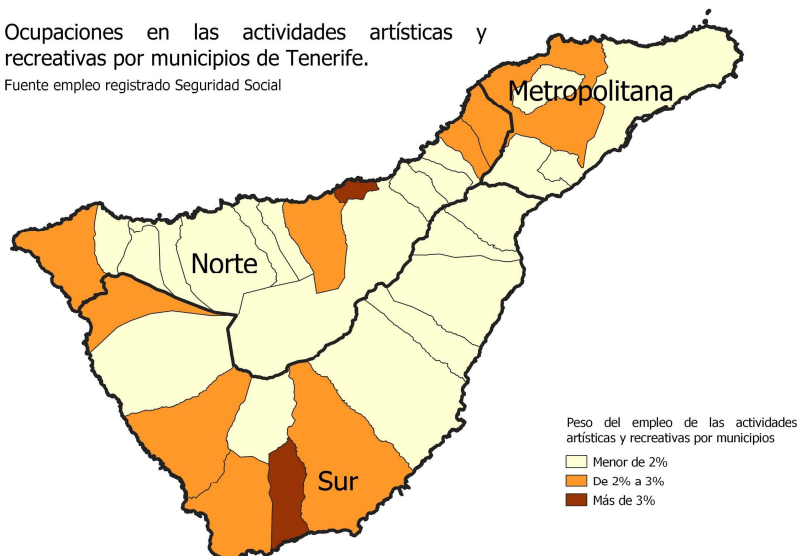 Ocupaciones en las actividades artísticas y
recreativas por municipios de Tenerife.
Fuente empleo registrado Seguridad Social
Metropolitana
Norte
Sur
Peso del empleo de las actividades
artísticas y recreativas por municipios
Menor de 2%
De 2% a 3%
Más de 3%